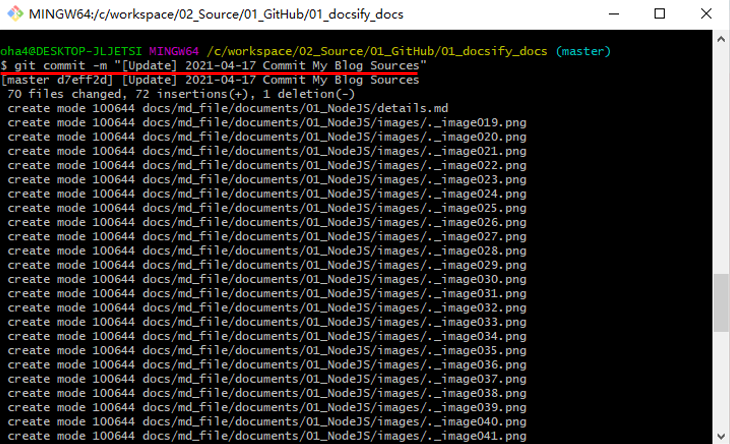 MINGW64:/c/workspace/02_Source/01_GitHub/01_docsify_docs
oha4@DESKTOP-JLJETSI MINGW64 /c/workspace/02_Source/01_GitHub/01_docsify_docs (master)
$ git commit -m "[Update] 2021-04-17 Commit My Blog Sources"
[master d7eff2d] [Update] 2021-04-17 Commit My Blog Sources
70 files changed, 72 insertions(+), 1 deletion(-)
create mode 100644 docs/md_file/documents/01_NodeJS/details.md
create mode 100644 docs/md_file/documents/01_NodeJS/images/._image019.png
create mode 100644 docs/md_file/documents/01_NodeJS/images/._image020.png
create mode 100644 docs/md_file/documents/01_NodeJS/images/._image021.png
create mode 100644 docs/md_file/documents/01_NodeJS/images/._image022.png
create mode 100644 docs/md_file/documents/01_NodeJS/images/._image023.png
create mode 100644 docs/md_file/documents/01_NodeJS/images/._image024.png
create mode 100644 docs/md_file/documents/01_NodeJS/images/._image025.png
create mode 100644 docs/md_file/documents/01_NodeJS/images/._image026.png
create mode 100644 docs/md_file/documents/01_NodeJS/images/._image027.png
create mode 100644 docs/md_file/documents/01_NodeJS/images/._image028.png
create mode 100644 docs/md_file/documents/01_NodeJS/images/._image029.png
create mode 100644 docs/md_file/documents/01_NodeJS/images/._image030.png
create mode 100644 docs/md_file/documents/01_NodeJS/images/._image031.png
create mode 100644 docs/md_file/documents/01_NodeJS/images/._image032.png
create mode 100644 docs/md_file/documents/01_NodeJS/images/._image033.png
create mode 100644 docs/md_file/documents/01_NodeJS/images/._image034.png
create mode 100644 docs/md_file/documents/01_NodeJS/images/._image035.png
create mode 100644 docs/md_file/documents/01_NodeJS/images/._image036.png
create mode 100644 docs/md_file/documents/01_NodeJS/images/._image037.png
create mode 100644 docs/md_file/documents/01_NodeJS/images/._image038.png
create mode 100644 docs/md_file/documents/01_NodeJS/images/._image039.png
create mode 100644 docs/md_file/documents/01_NodeJS/images/._image040.png
create mode 100644 docs/md_file/documents/01_NodeJS/images/._image041.png